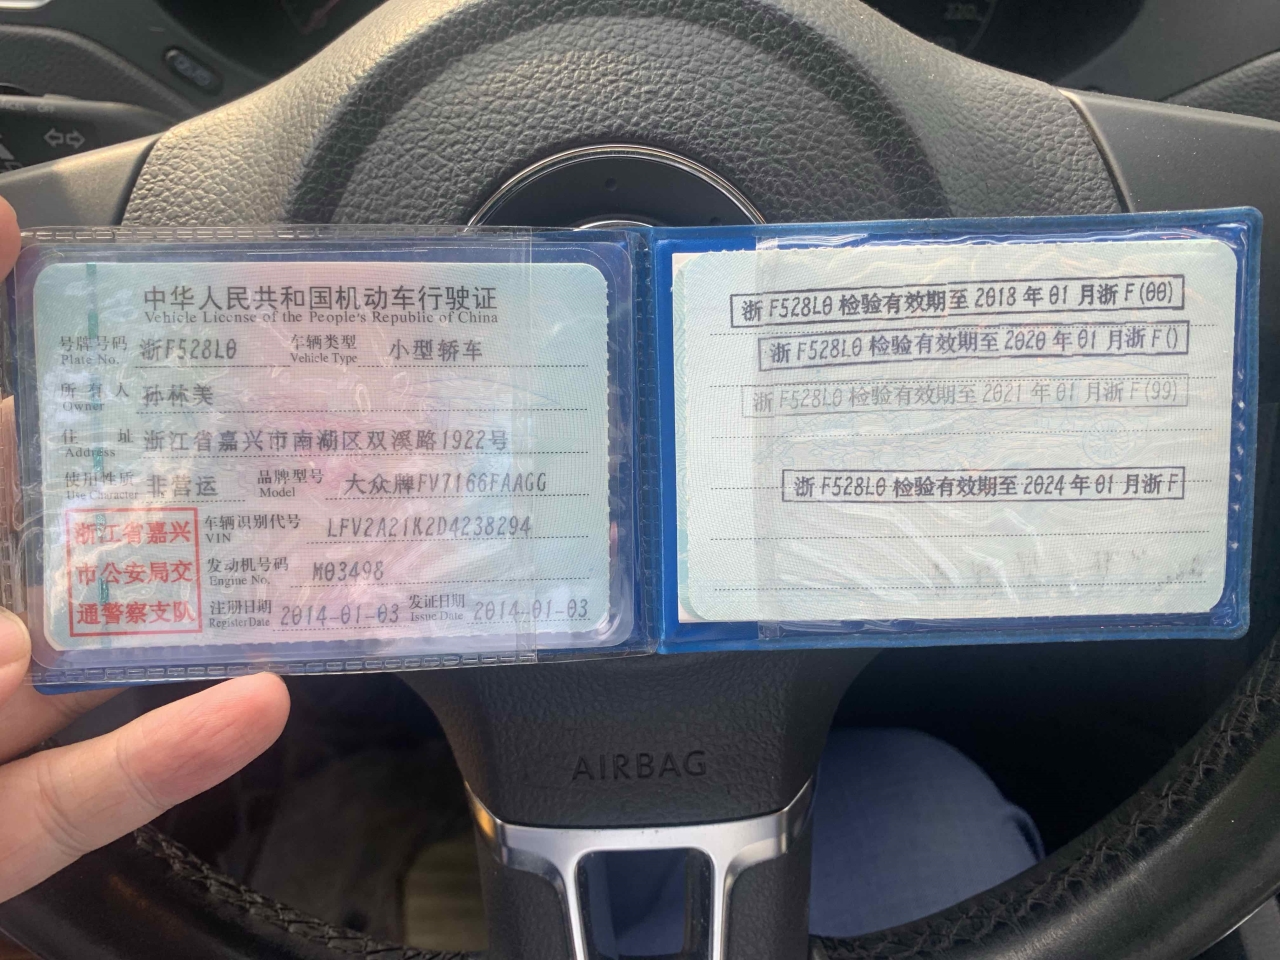 中华人民共和国机动车行驶证
Vehicle License of the People's Republic of China
号牌号码 浙F528L0 车辆类型 小型轿车
Plate No. Vehicle Type
所有人 孙林美
Owner
住址 浙江省嘉兴市南湖区双溪路1922号
Address
使用性质 非营运 品牌型号 大众牌FV7166FAAGG
Use Character Model
浙江省嘉兴
市公安局交
通警察支队
车辆识别代号 LFV2A21K2D4238294
VIN
发动机号码 M03498
Engine No.
注册日期 2014-01-03 发证日期 2014-01-03
Register Date Issue Date
浙F528L0检验有效期至2018年01月浙F(00)
浙F528L0检验有效期至2020年01月浙F()
浙F528L0检验有效期至2021年01月浙F(99)
浙F528L0检验有效期至2024年01月浙F
AIRBAG